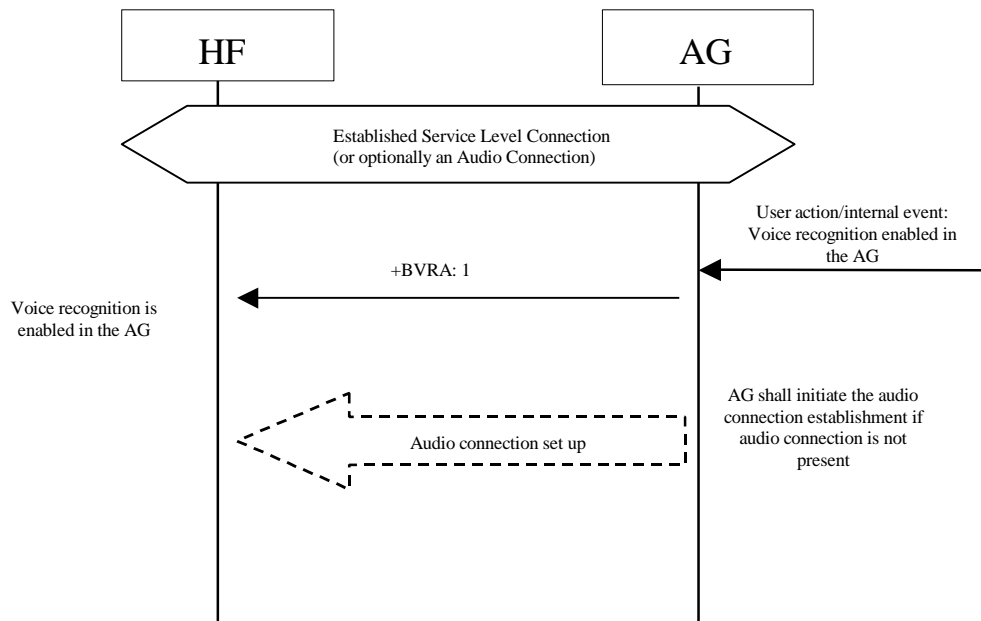 HF
AG
Established Service Level Connection
(or optionally an Audio Connection)
User action/internal event:
Voice recognition enabled in
the AG
+BVRA: 1
Voice recognition is
enabled in the AG
AG shall initiate the audio
connection establishment if
audio connection is not
present
Audio connection set up